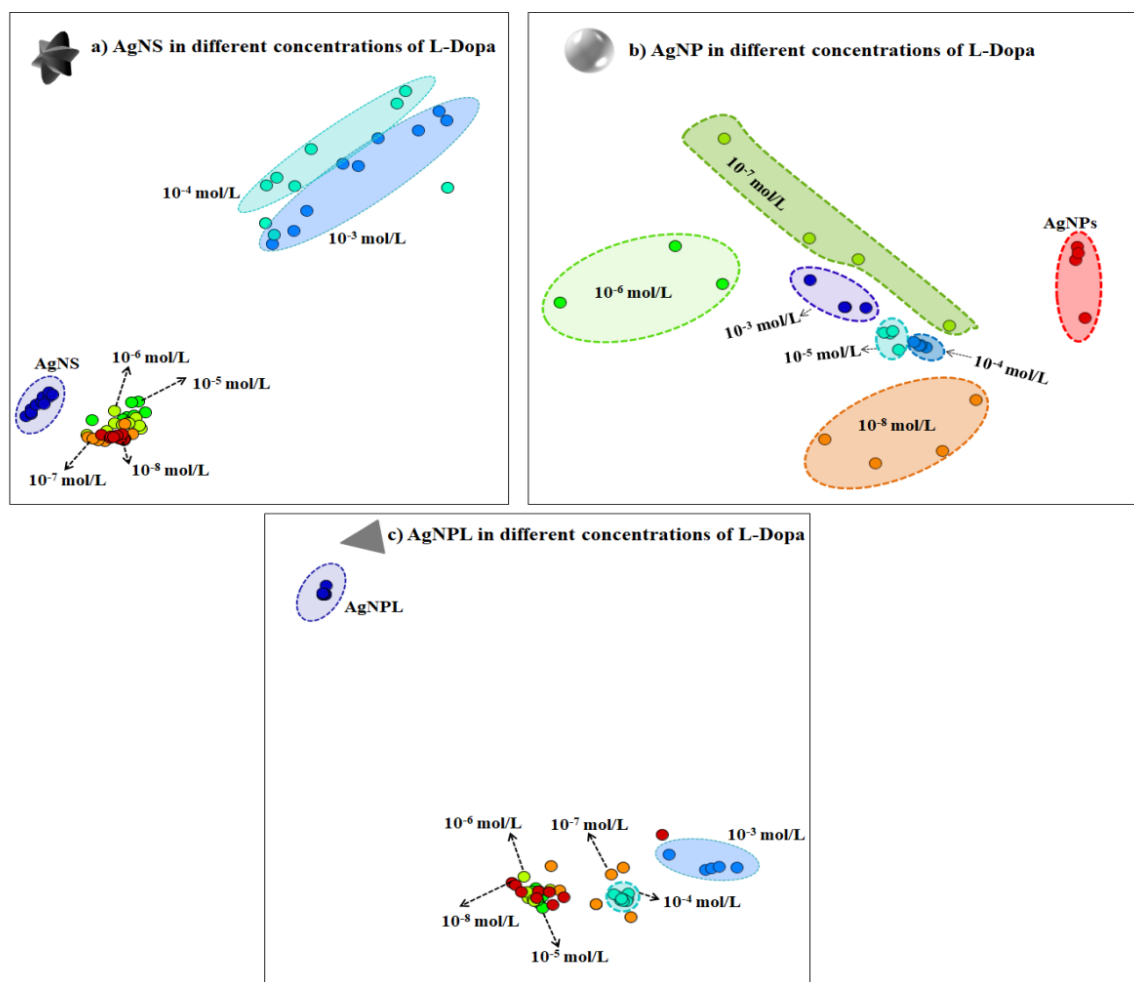 a) AgNS in different concentrations of L-Dopa
10⁻⁴ mol/L
10⁻³ mol/L
10⁻⁶ mol/L
AgNS
10⁻⁵ mol/L
10⁻⁷ mol/L
10⁻⁸ mol/L
b) AgNP in different concentrations of L-Dopa
10⁻⁷ mol/L
AgNPs
10⁻⁶ mol/L
10⁻³ mol/L
10⁻⁵ mol/L
10⁻⁴ mol/L
10⁻⁸ mol/L
c) AgNPL in different concentrations of L-Dopa
AgNPL
10⁻⁶ mol/L
10⁻⁷ mol/L
10⁻³ mol/L
10⁻⁴ mol/L
10⁻⁸ mol/L
10⁻⁵ mol/L